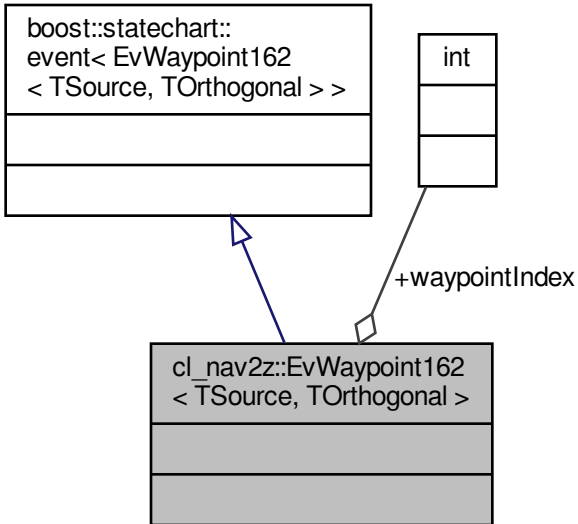 boost::statechart::
event< EvWaypoint162
< TSource, TOrthogonal > >
int
+waypointIndex
cl_nav2z::EvWaypoint162
< TSource, TOrthogonal >